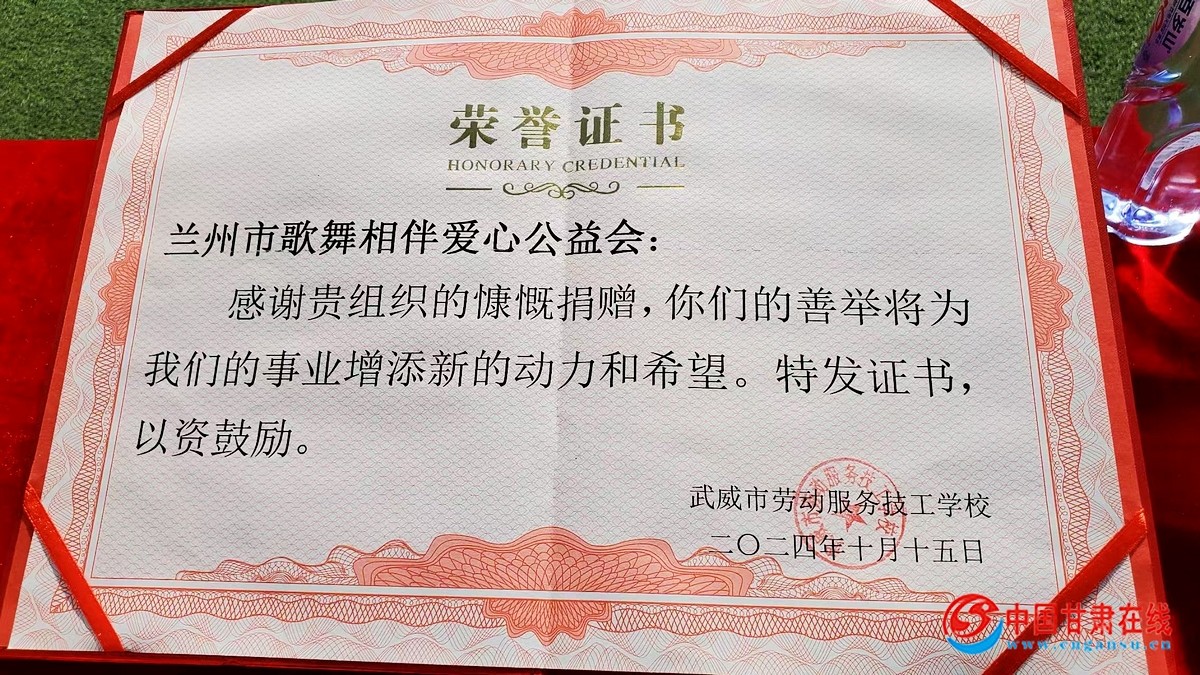 荣誉证书
HONORARY CREDENTIAL
兰州市歌舞相伴爱心公益会：
感谢贵组织的慷慨捐赠，你们的善举将为
我们的事业增添新的动力和希望。特发证书，
以资鼓励。
武威市劳动服务技工学校
二〇二四年十月十五日
中国甘肃在线
www.cngansu.cn